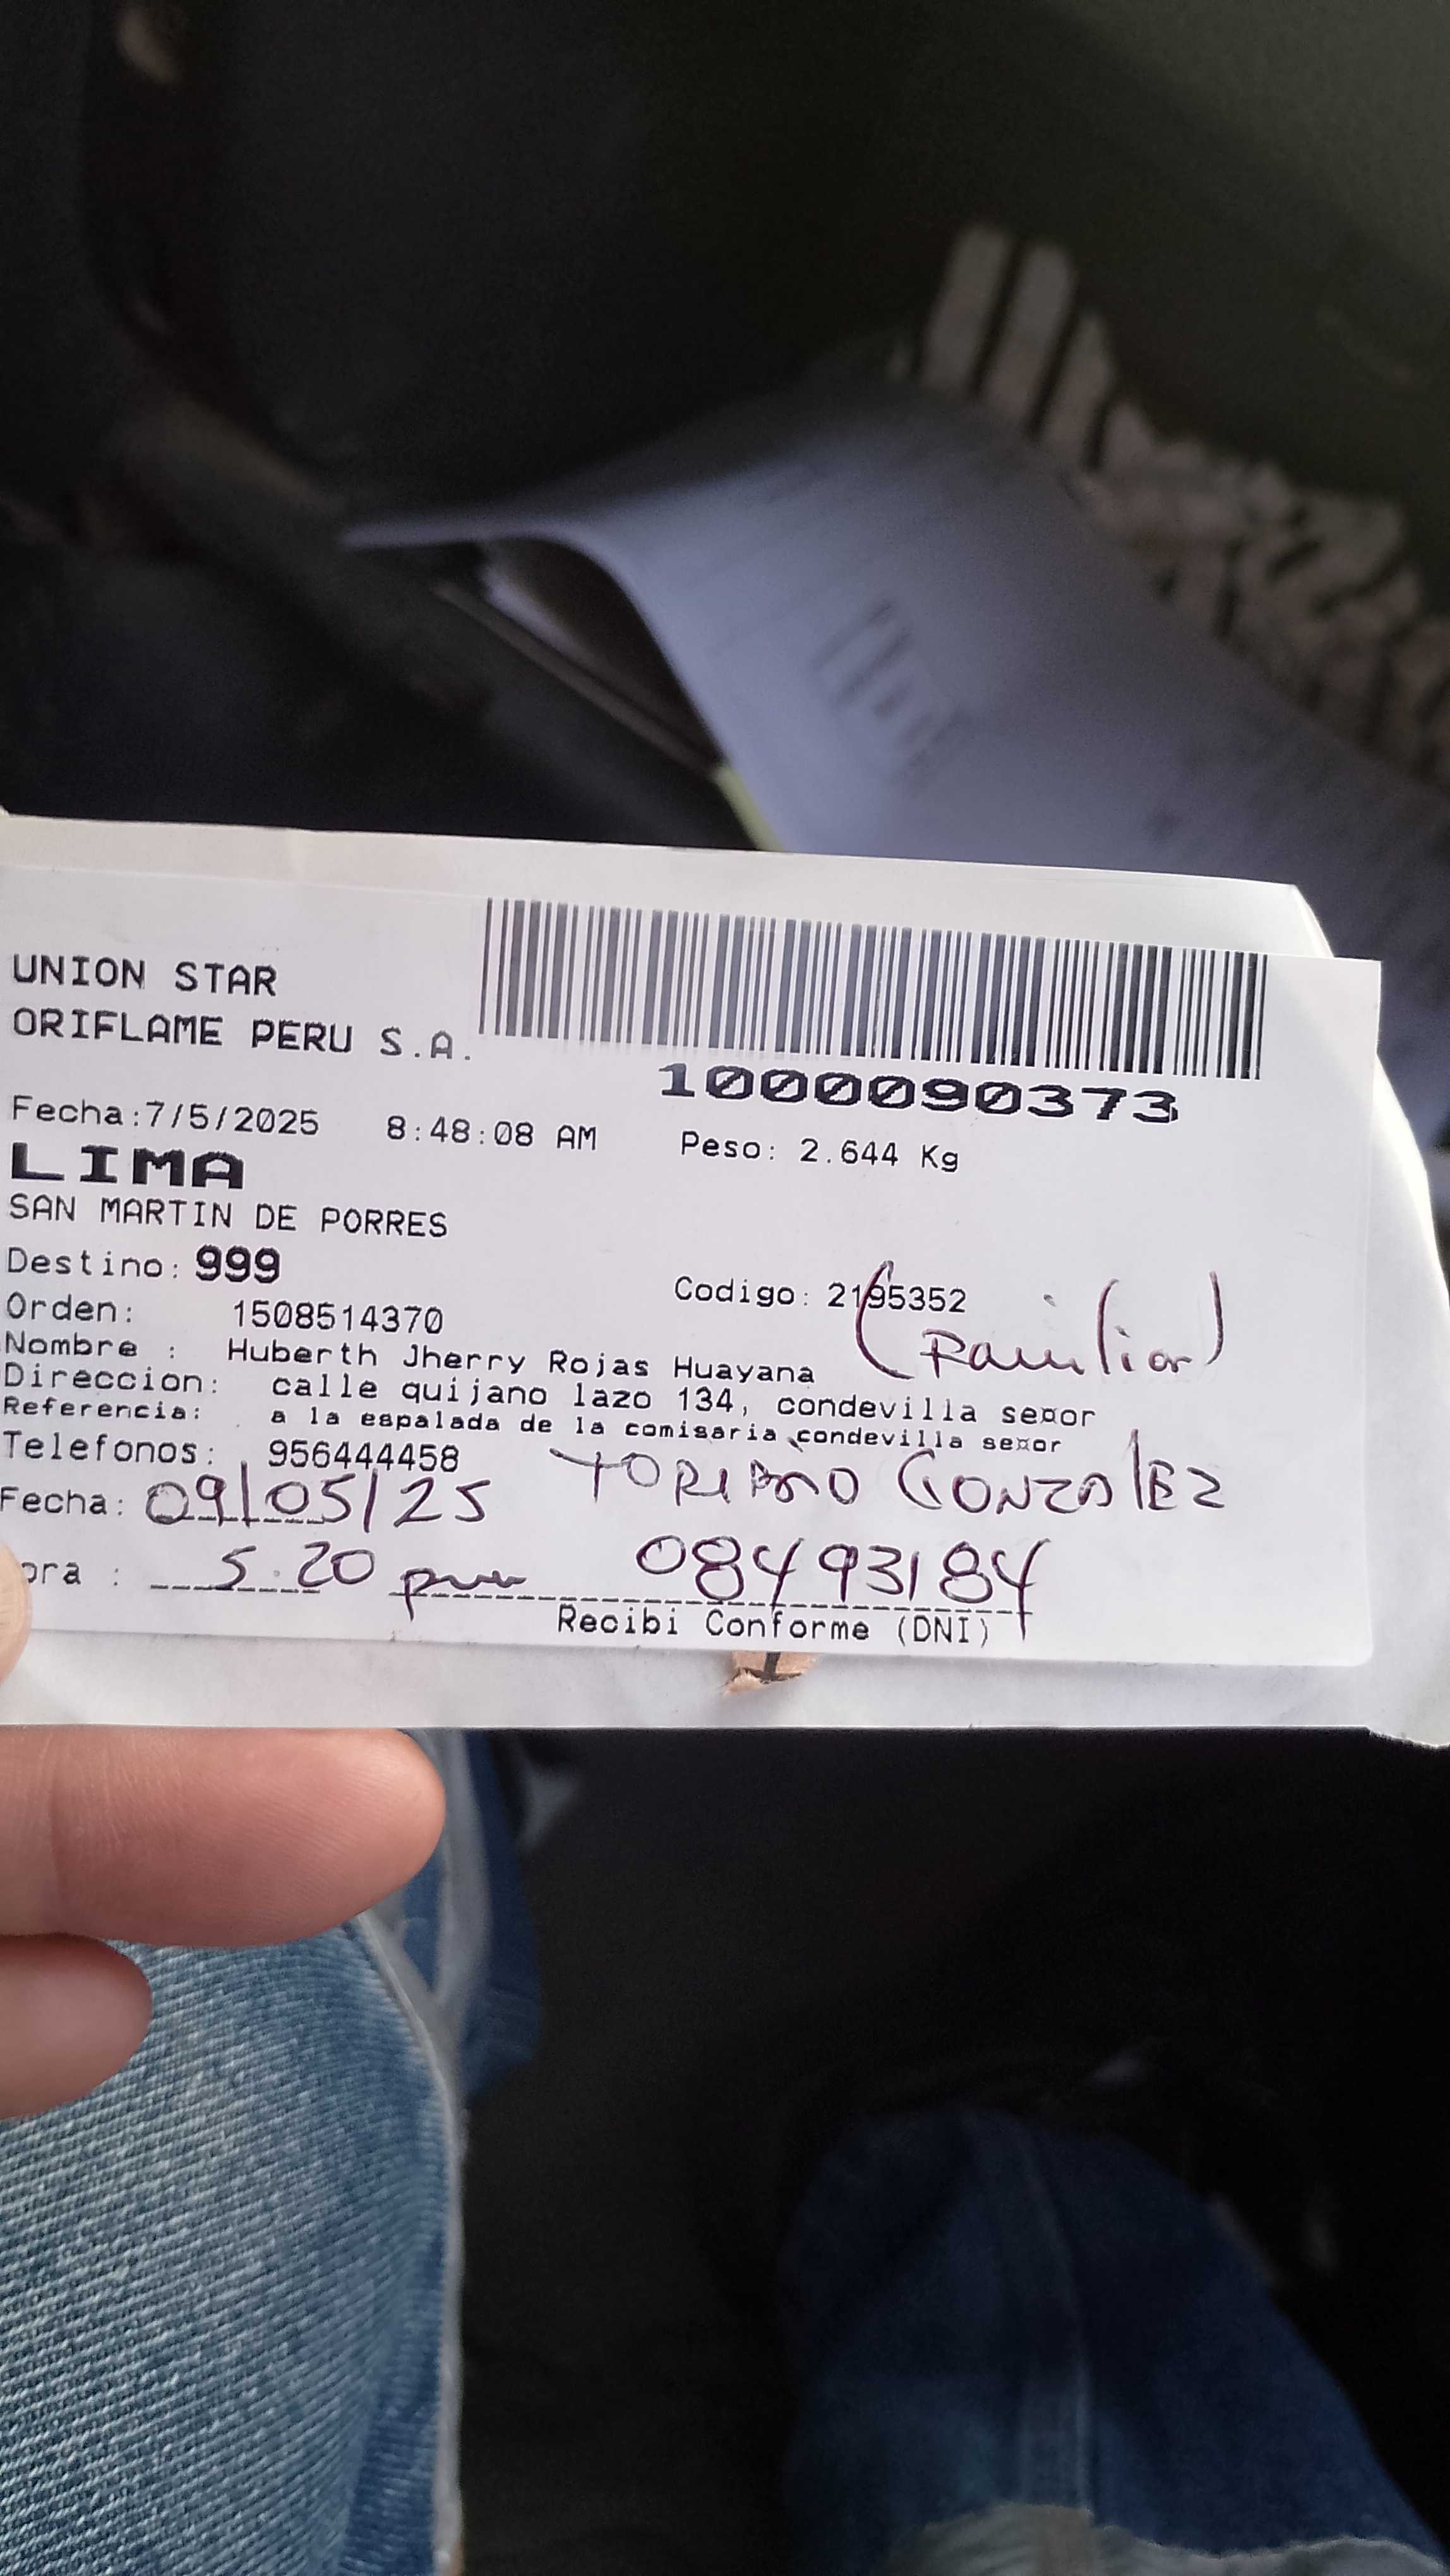 UNION STAR
ORIFLAME PERU S.A.
1000090373
Fecha:7/5/2025 8:48:08 AM Peso: 2.644 Kg
LIMA
SAN MARTIN DE PORRES
Destino: 999
Codigo: 2195352
Orden: 1508514370
(Familiar)
Nombre : Huberth Jherry Rojas Huayana
Direccion: calle quijano lazo 134, condevilla se¤or
Referencia: a la espalada de la comisaria condevilla se¤or
Telefonos: 956444458
GONZALEZ
Fecha: 09/05/25
ora : 5.20 pm 08493184
Recibi Conforme (DNI)